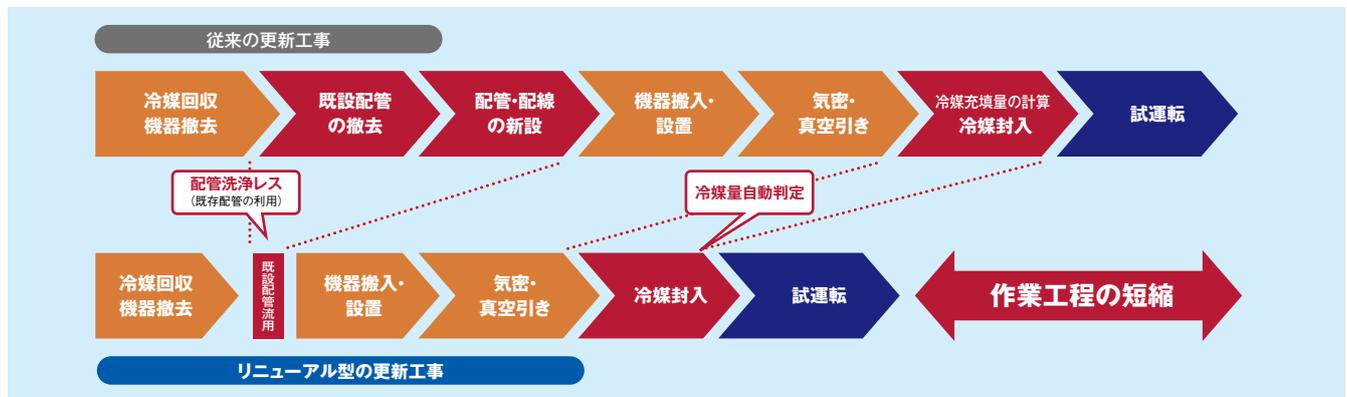 従来の更新工事
冷媒回収
機器撤去
既設配管
の撤去
配管・配線
の新設
機器搬入・
設置
気密・
真空引き
冷媒充填量の計算
冷媒封入
試運転
配管洗浄レス
（既存配管の利用）
冷媒量自動判定
冷媒回収
機器撤去
既設配管流用
機器搬入・
設置
気密・
真空引き
冷媒封入
試運転
作業工程の短縮
リニューアル型の更新工事